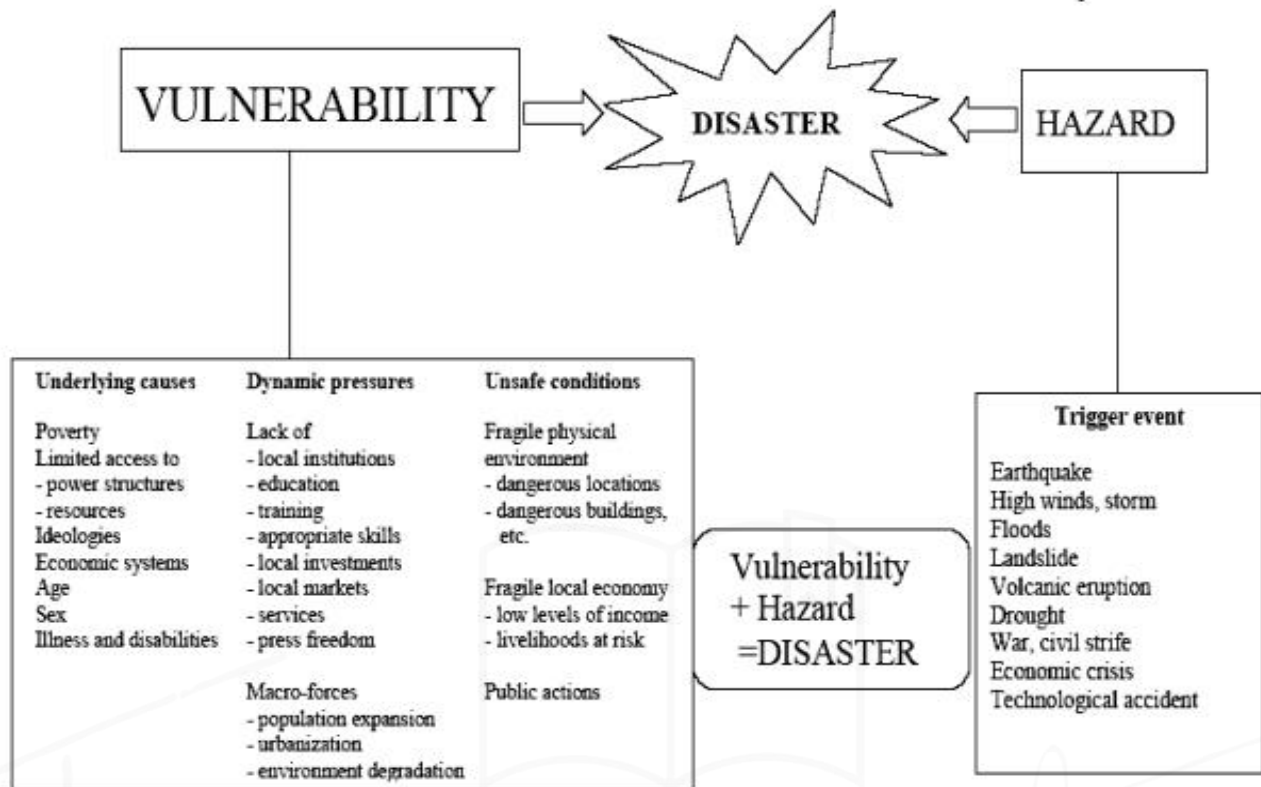 VULNERABILITY
DISASTER
HAZARD
Underlying causes
Poverty
Limited access to
- power structures
- resources
Ideologies
Economic systems
Age
Sex
Illness and disabilities
Dynamic pressures
Lack of
- local institutions
- education
- training
- appropriate skills
- local investments
- local markets
- services
- press freedom
Macro-forces
- population expansion
- urbanization
- environment degradation
Unsafe conditions
Fragile physical
environment
- dangerous locations
- dangerous buildings,
etc.
Fragile local economy
- low levels of income
- livelihoods at risk
Public actions
Vulnerability
+ Hazard
=DISASTER
Trigger event
Earthquake
High winds, storm
Floods
Landslide
Volcanic eruption
Drought
War, civil strife
Economic crisis
Technological accident